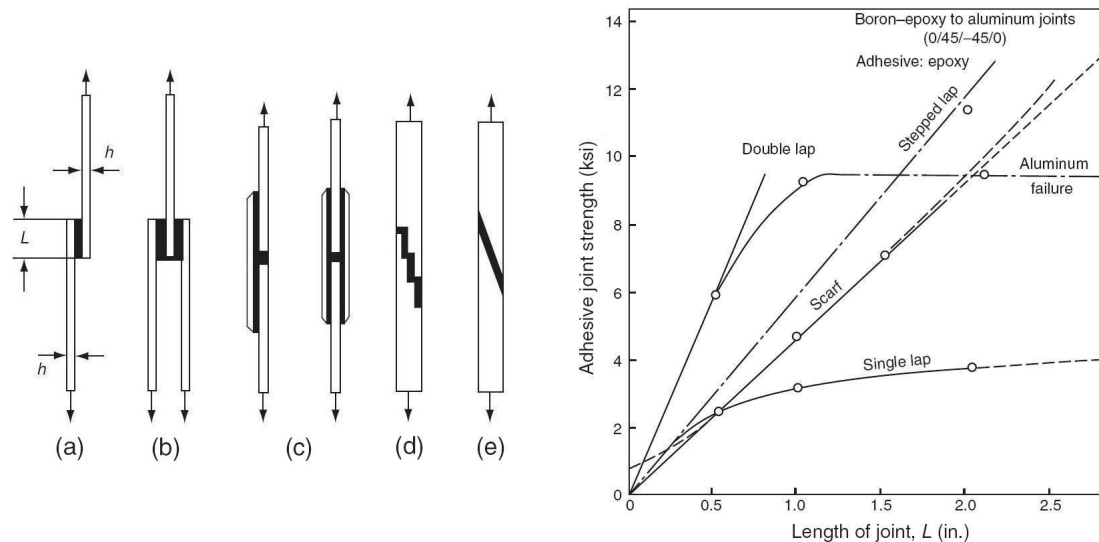 h
L
h
(a)
(b)
(c)
(d)
(e)
14
12
10
8
6
4
2
0
Adhesive joint strength (ksi)
Boron–epoxy to aluminum joints
(0/45/−45/0)
Adhesive: epoxy
Stepped lap
Double lap
Aluminum
failure
Scarf
Single lap
0
0.5
1.0
1.5
2.0
2.5
Length of joint, L (in.)